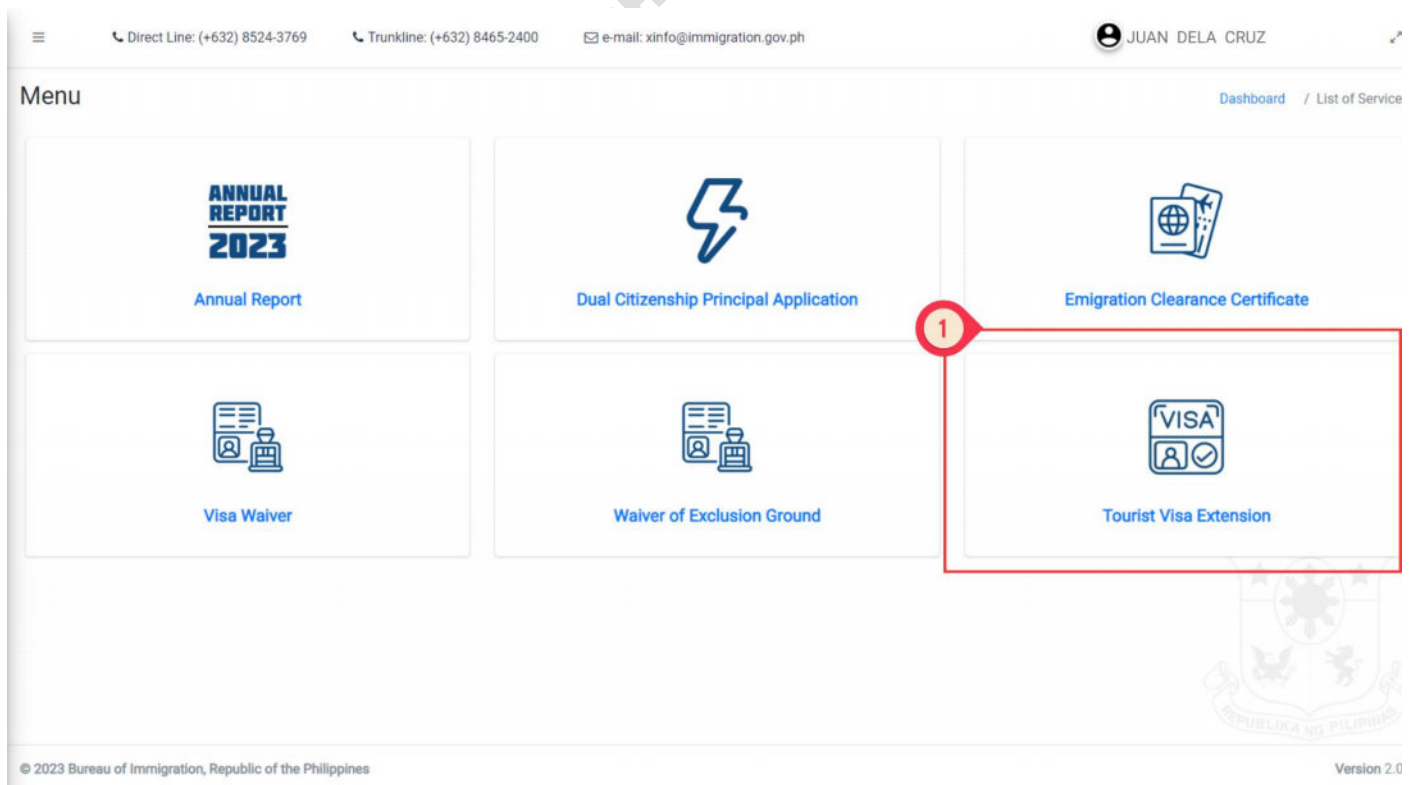 Direct Line: (+632) 8524-3769
Trunkline: (+632) 8465-2400
e-mail: xinfo@immigration.gov.ph
JUAN DELA CRUZ
Menu
Dashboard / List of Service
ANNUAL
REPORT
2023
Annual Report
Dual Citizenship Principal Application
Emigration Clearance Certificate
1
Visa Waiver
Waiver of Exclusion Ground
VISA
Tourist Visa Extension
REPUBLIKA NG PILIPINAS
© 2023 Bureau of Immigration, Republic of the Philippines
Version 2.0